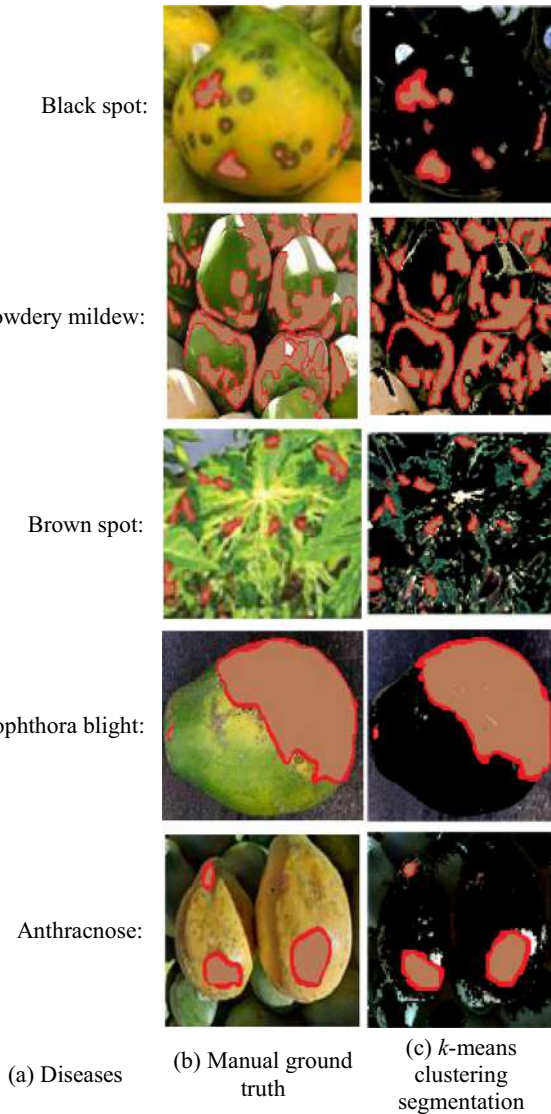 Black spot:
owdery mildew:
Brown spot:
ophthora blight:
Anthracnose:
(a) Diseases
(b) Manual ground
truth
(c) k-means
clustering
segmentation